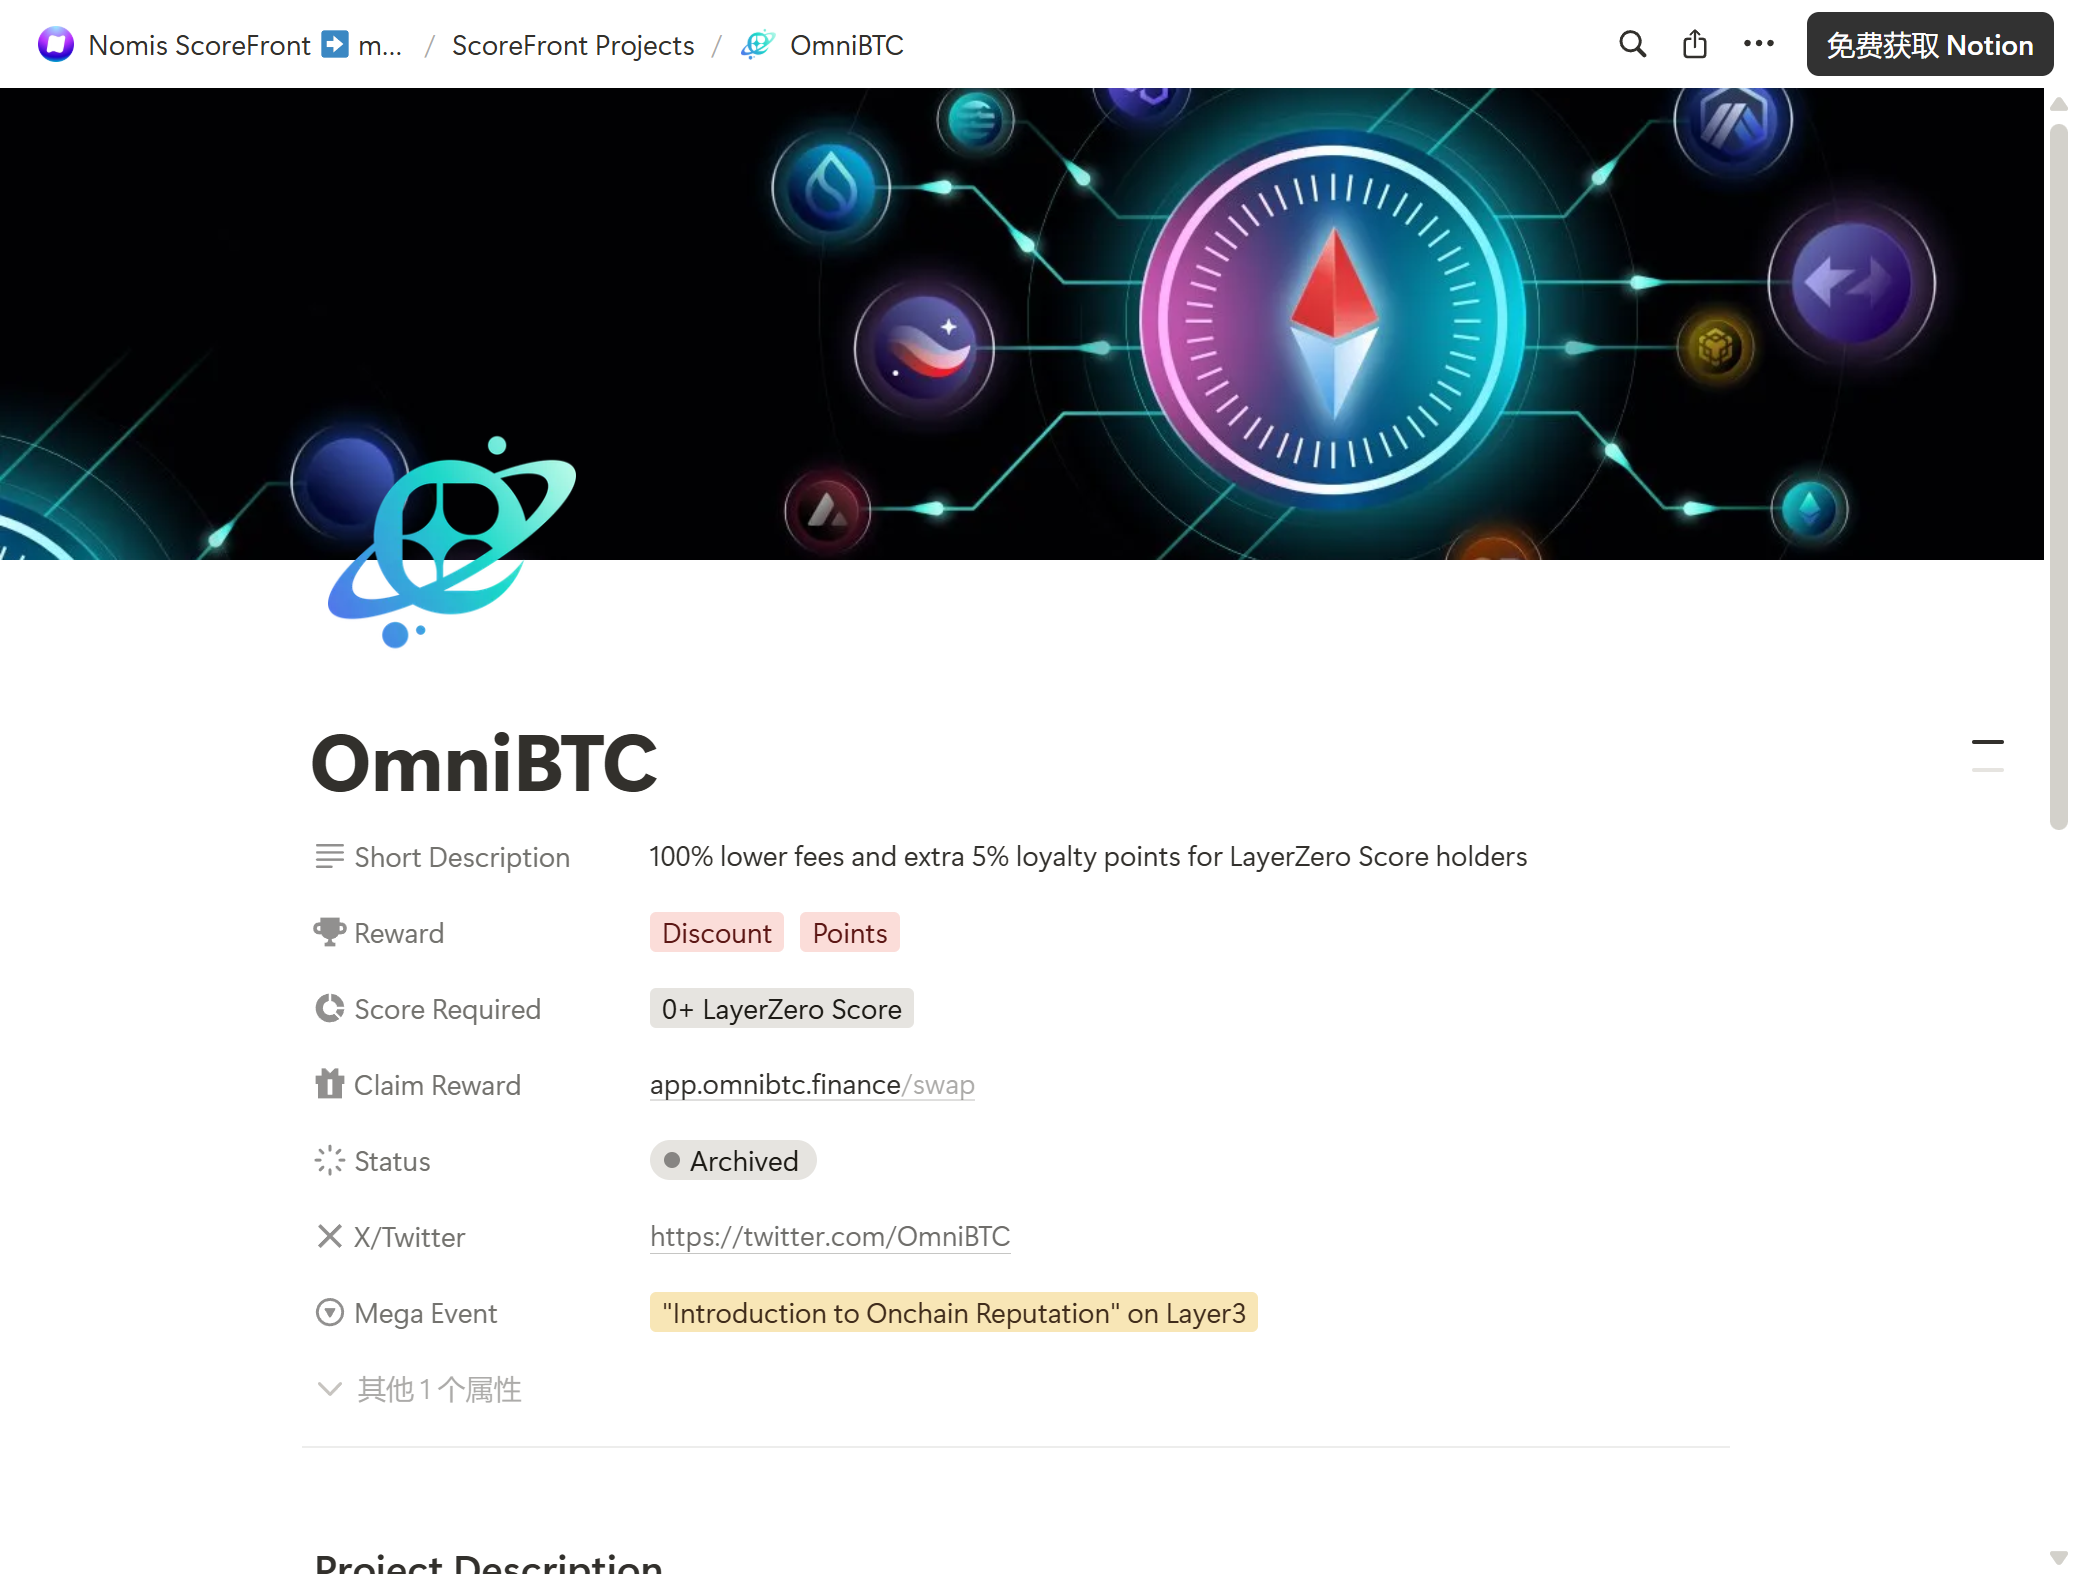 Nomis ScoreFront ➡️ m... / ScoreFront Projects / OmniBTC
免费获取 Notion
OmniBTC
Short Description 100% lower fees and extra 5% loyalty points for LayerZero Score holders
Reward Discount Points
Score Required 0+ LayerZero Score
Claim Reward app.omnibtc.finance/swap
Status Archived
X/Twitter https://twitter.com/OmniBTC
Mega Event "Introduction to Onchain Reputation" on Layer3
其他 1 个属性
Project Description